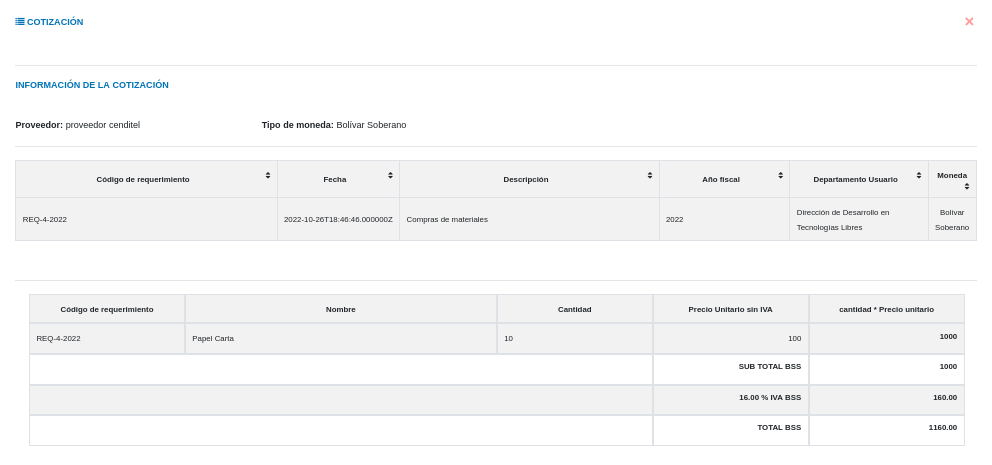 COTIZACIÓN
×
INFORMACIÓN DE LA COTIZACIÓN
Proveedor: proveedor cenditel Tipo de moneda: Bolívar Soberano
Código de requerimiento Fecha Descripción Año fiscal Departamento Usuario Moneda
REQ-4-2022 2022-10-26T18:46:46.000000Z Compras de materiales 2022 Dirección de Desarrollo en Tecnologías Libres Bolívar Soberano
Código de requerimiento Nombre Cantidad Precio Unitario sin IVA cantidad * Precio unitario
REQ-4-2022 Papel Carta 10 100 1000
SUB TOTAL BSS 1000
16.00 % IVA BSS 160.00
TOTAL BSS 1160.00